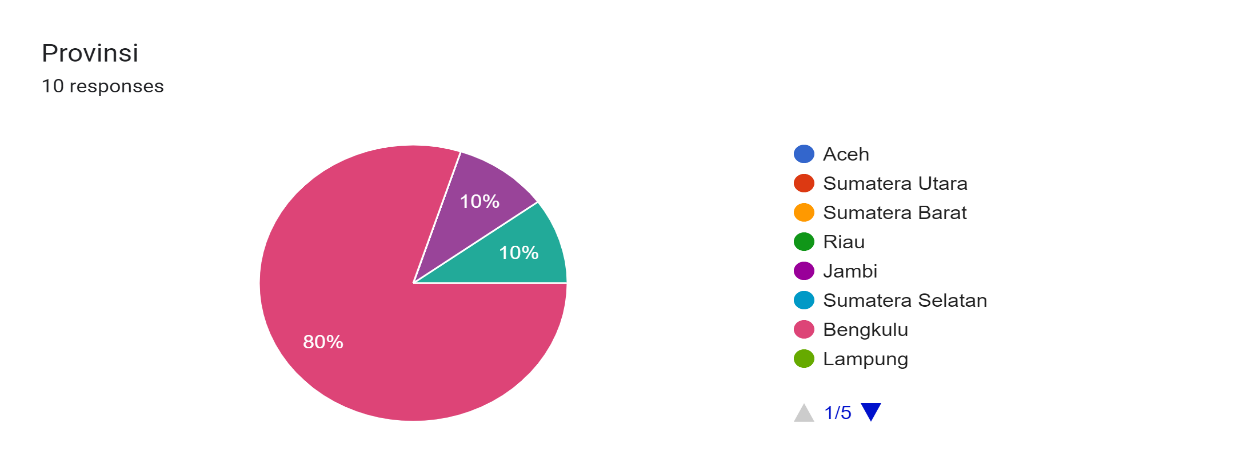 Provinsi
10 responses
10%
10%
80%
Aceh
Sumatera Utara
Sumatera Barat
Riau
Jambi
Sumatera Selatan
Bengkulu
Lampung
1/5